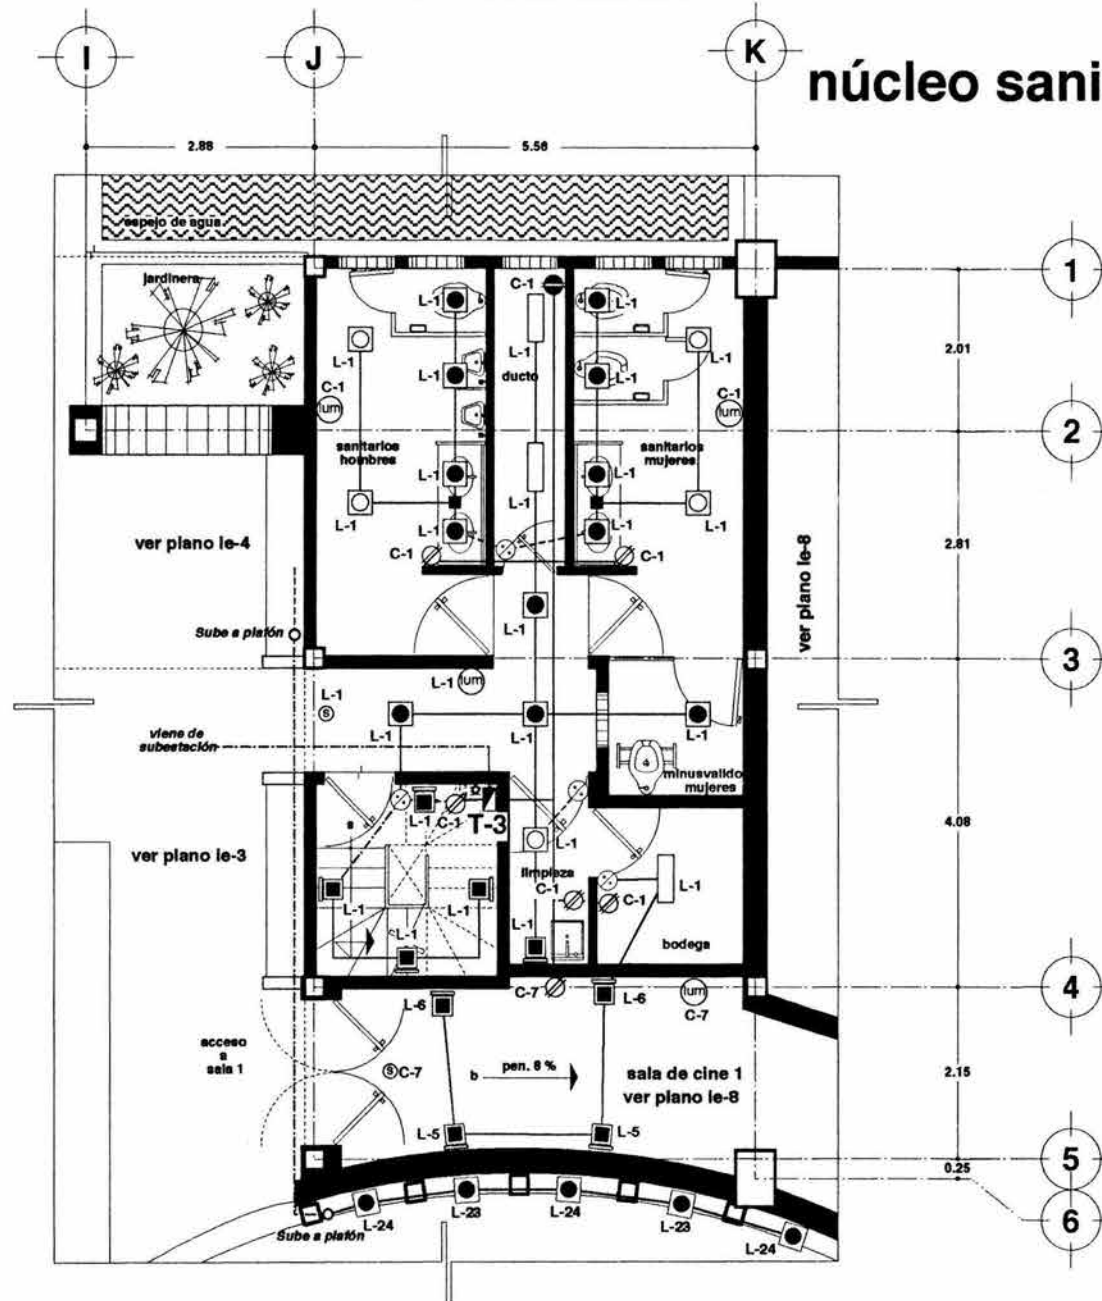 I
J
K
núcleo sani
2.88
5.56
espejo de agua
jardinera
1
C-1
L-1
L-1
L-1
L-1
L-1
ducto
2.01
L-1
L-1
C-1
lum
C-1
lum
2
sanitarios
hombres
sanitarios
mujeres
L-1
L-1
L-1
L-1
L-1
L-1
L-1
ver plano ie-4
C-1
C-1
2.81
ver plano ie-8
L-1
Sube a plafón
3
L-1
lum
L-1
S
viene de
subestación
L-1
L-1
L-1
minusvalido
mujeres
L-1
C-1
T-3
s
4.08
ver plano ie-3
L-1
limpieza
C-1
L-1
L-1
L-1
C-1
L-1
L-1
bodega
4
C-7
L-6
L-6
lum
C-7
acceso
a
sala 1
S
C-7
b
pen. 8 %
sala de cine 1
ver plano ie-8
2.15
L-5
L-5
5
0.25
6
L-24
L-23
L-24
L-23
L-24
Sube a plafón